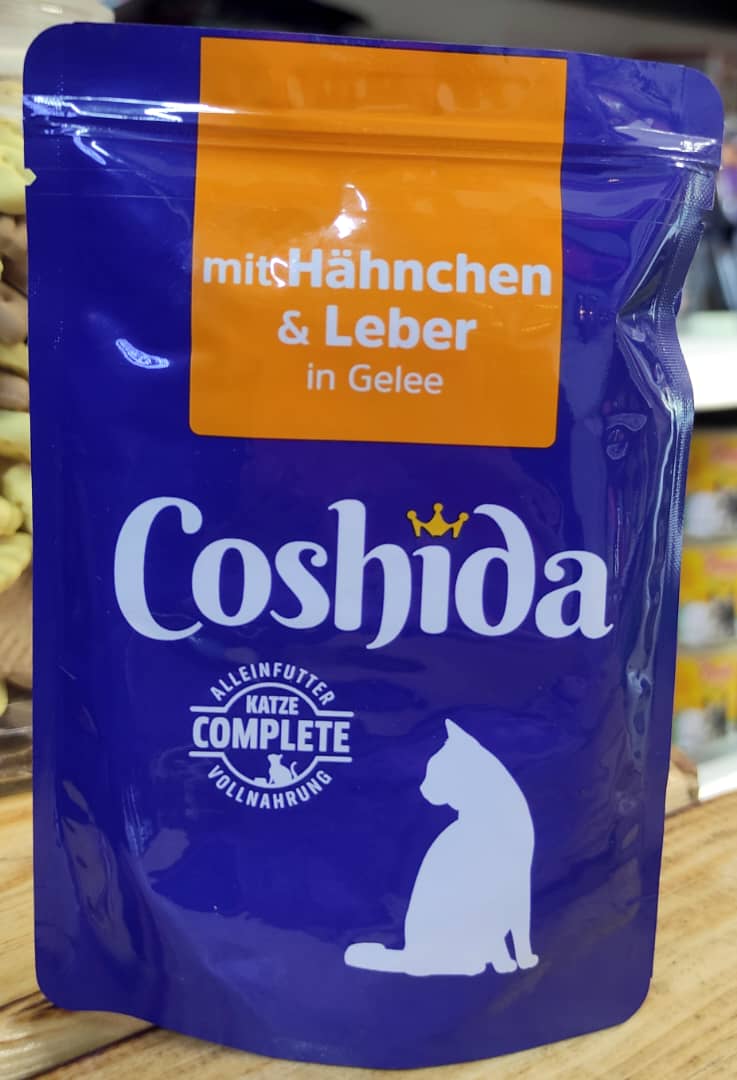 mit Hähnchen
& Leber
in Gelee
Coshida
ALLEINFUTTER
KATZE
COMPLETE
VOLLNAHRUNG